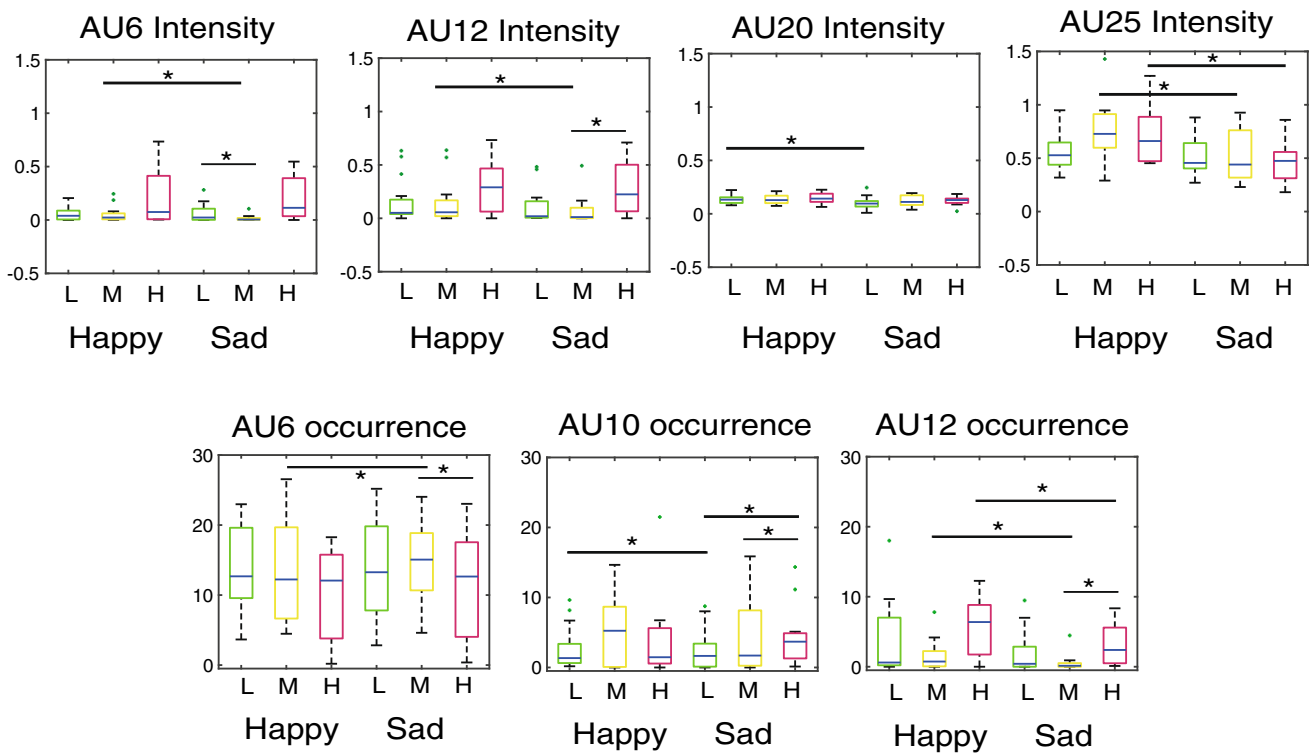 AU6 Intensity
1.5
1
0.5
0
-0.5
*
*
L M H L M H
Happy Sad
AU12 Intensity
1.5
1
0.5
0
-0.5
*
*
L M H L M H
Happy Sad
AU20 Intensity
1.5
1
0.5
0
-0.5
*
L M H L M H
Happy Sad
AU25 Intensity
1.5
1
0.5
0
-0.5
*
*
L M H L M H
Happy Sad
AU6 occurrence
30
20
10
0
*
*
L M H L M H
Happy Sad
AU10 occurrence
30
20
10
0
*
*
*
L M H L M H
Happy Sad
AU12 occurrence
30
20
10
0
*
*
*
L M H L M H
Happy Sad